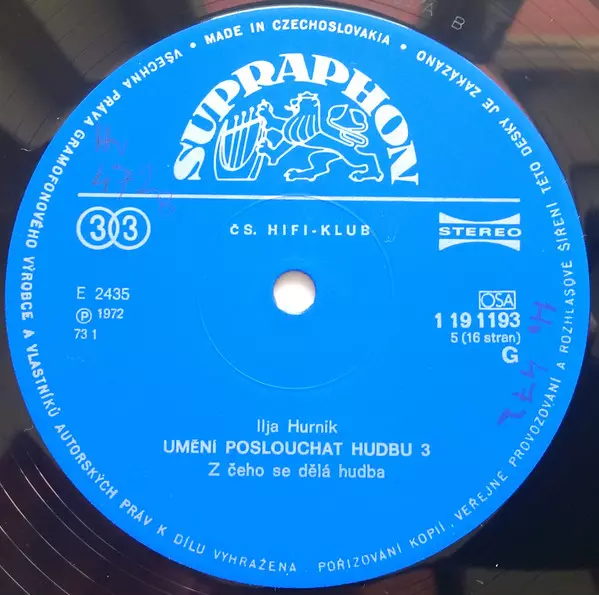 A B
VŠECHNA PRÁVA GRAMOFONOVÉHO VÝROBCE A VLASTNÍKŮ AUTORSKÝCH PRÁV K DÍLU VYHRAŽENA. POŘIZOVÁNÍ KOPIÍ, VEŘEJNÉ PROVOZOVÁNÍ A ROZHLASOVÉ ŠÍŘENÍ TÉTO DESKY JE ZAKÁZÁNO
• MADE IN CZECHOSLOVAKIA •
SUPRAPHON
33
ČS. HIFI-KLUB
STEREO
E 2435
Ⓟ 1972
73 1
OSA
1 19 1193
5 (16 stran)
G
Hu 472
Ilja Hurník
UMĚNÍ POSLOUCHAT HUDBU 3
Z čeho se dělá hudba